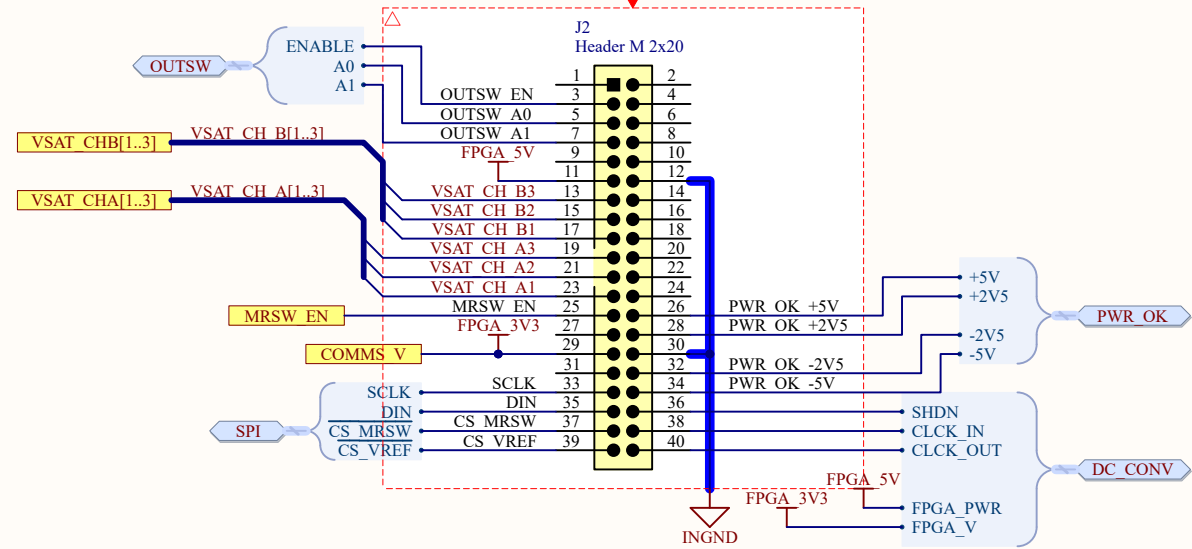 J2
Header M 2x20
OUTSW
ENABLE
A0
A1
1 2
OUTSW_EN 3 4
OUTSW_A0 5 6
OUTSW_A1 7 8
VSAT_CHB[1..3] VSAT_CH_B[1..3]
FPGA_5V 9 10
11 12
VSAT_CHA[1..3] VSAT_CH_A[1..3]
VSAT_CH_B3 13 14
VSAT_CH_B2 15 16
VSAT_CH_B1 17 18
VSAT_CH_A3 19 20
VSAT_CH_A2 21 22
VSAT_CH_A1 23 24
MRSW_EN MRSW_EN 25 26 PWR_OK_+5V
FPGA_3V3 27 28 PWR_OK_+2V5
COMMS_V 29 30
31 32 PWR_OK_-2V5
SCLK 33 34 PWR_OK_-5V
DIN 35 36
CS_MRSW 37 38
CS_VREF 39 40
+5V
+2V5
-2V5
-5V
PWR_OK
SPI
SCLK
DIN
CS_MRSW
CS_VREF
SHDN
CLCK_IN
CLCK_OUT
DC_CONV
FPGA_5V
FPGA_3V3
FPGA_PWR
FPGA_V
INGND